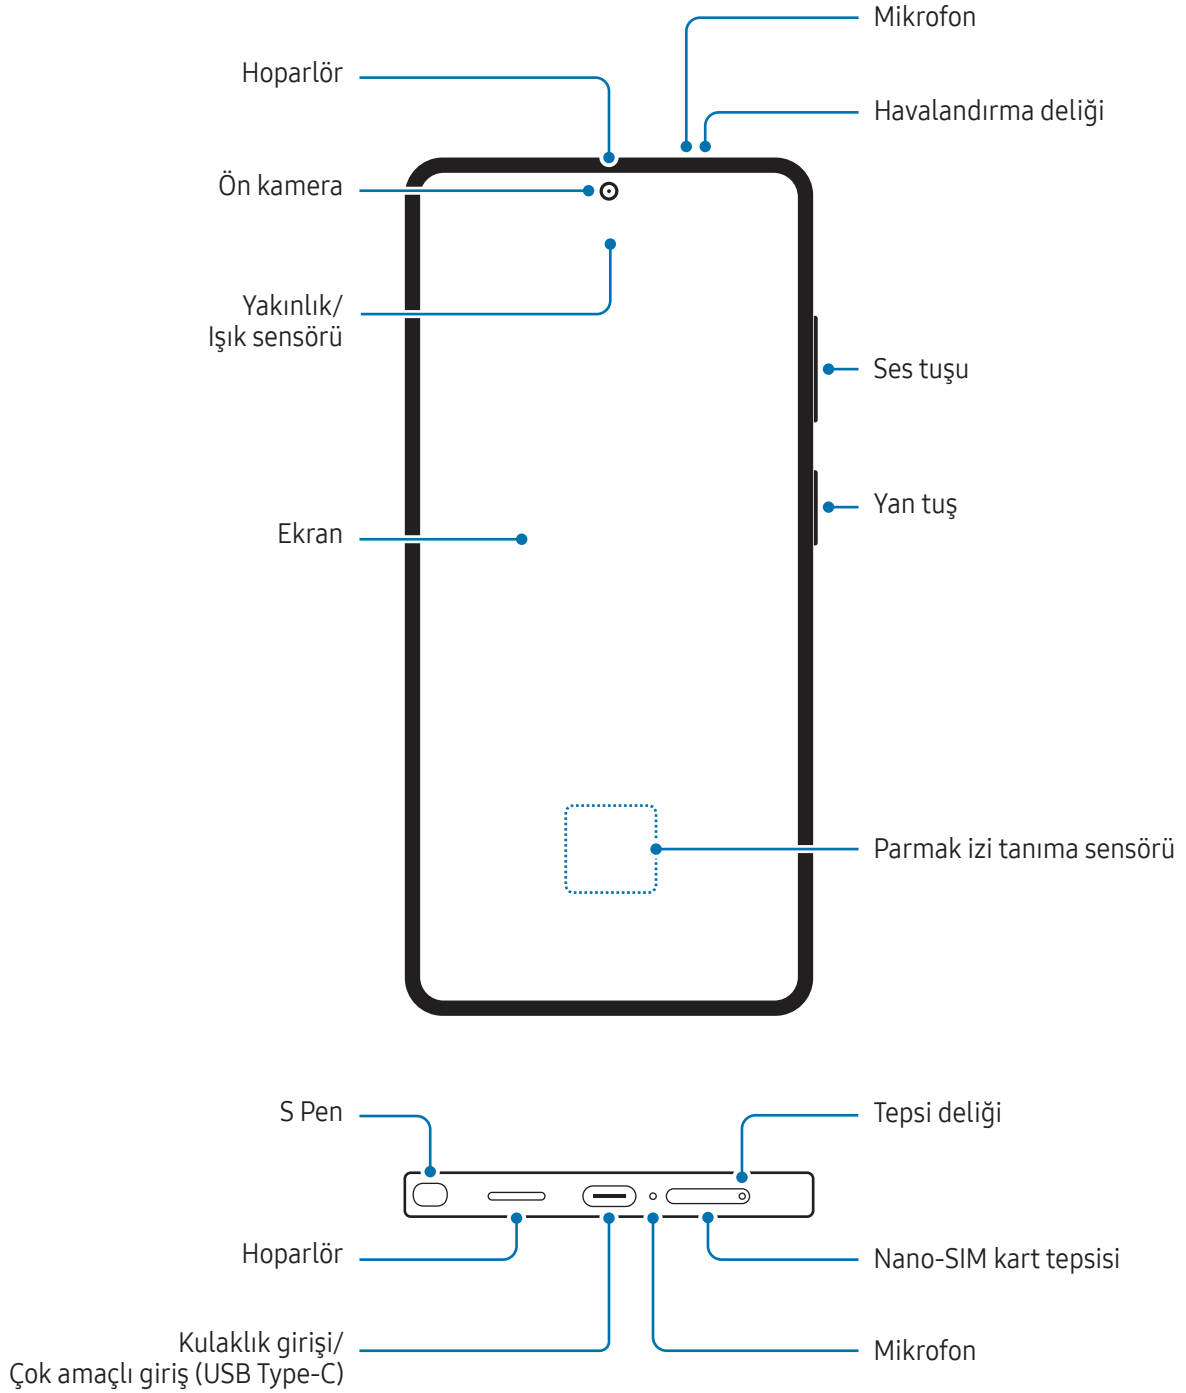 Mikrofon
Hoparlör
Havalandırma deliği
Ön kamera
Yakınlık/
Işık sensörü
Ses tuşu
Yan tuş
Ekran
Parmak izi tanıma sensörü
S Pen
Tepsi deliği
Hoparlör
Nano-SIM kart tepsisi
Kulaklık girişi/
Çok amaçlı giriş (USB Type-C)
Mikrofon